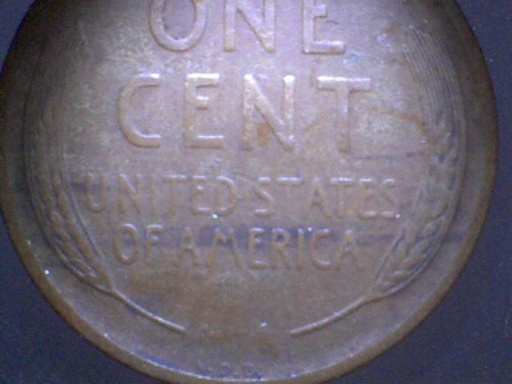 ONE
CENT
UNITED STATES
OF AMERICA
V.D.B.